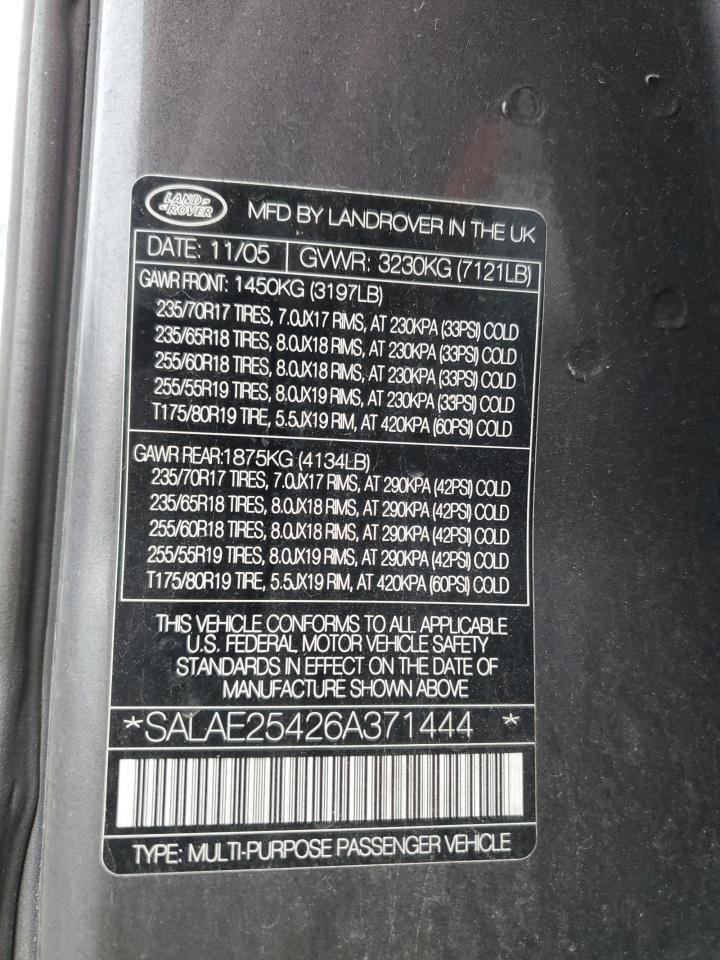 LAND ROVER
MFD BY LANDROVER IN THE UK
DATE: 11/05 GVWR: 3230KG (7121LB)
GAWR FRONT: 1450KG (3197LB)
235/70R17 TIRES, 7.0JX17 RIMS, AT 230KPA (33PSI) COLD
235/65R18 TIRES, 8.0JX18 RIMS, AT 230KPA (33PSI) COLD
255/60R18 TIRES, 8.0JX18 RIMS, AT 230KPA (33PSI) COLD
255/55R19 TIRES, 8.0JX19 RIMS, AT 230KPA (33PSI) COLD
T175/80R19 TIRE, 5.5JX19 RIM, AT 420KPA (60PSI) COLD
GAWR REAR:1875KG (4134LB)
235/70R17 TIRES, 7.0JX17 RIMS, AT 290KPA (42PSI) COLD
235/65R18 TIRES, 8.0JX18 RIMS, AT 290KPA (42PSI) COLD
255/60R18 TIRES, 8.0JX18 RIMS, AT 290KPA (42PSI) COLD
255/55R19 TIRES, 8.0JX19 RIMS, AT 290KPA (42PSI) COLD
T175/80R19 TIRE, 5.5JX19 RIM, AT 420KPA (60PSI) COLD
THIS VEHICLE CONFORMS TO ALL APPLICABLE
U.S. FEDERAL MOTOR VEHICLE SAFETY
STANDARDS IN EFFECT ON THE DATE OF
MANUFACTURE SHOWN ABOVE
*SALAE25426A371444 *
TYPE: MULTI-PURPOSE PASSENGER VEHICLE